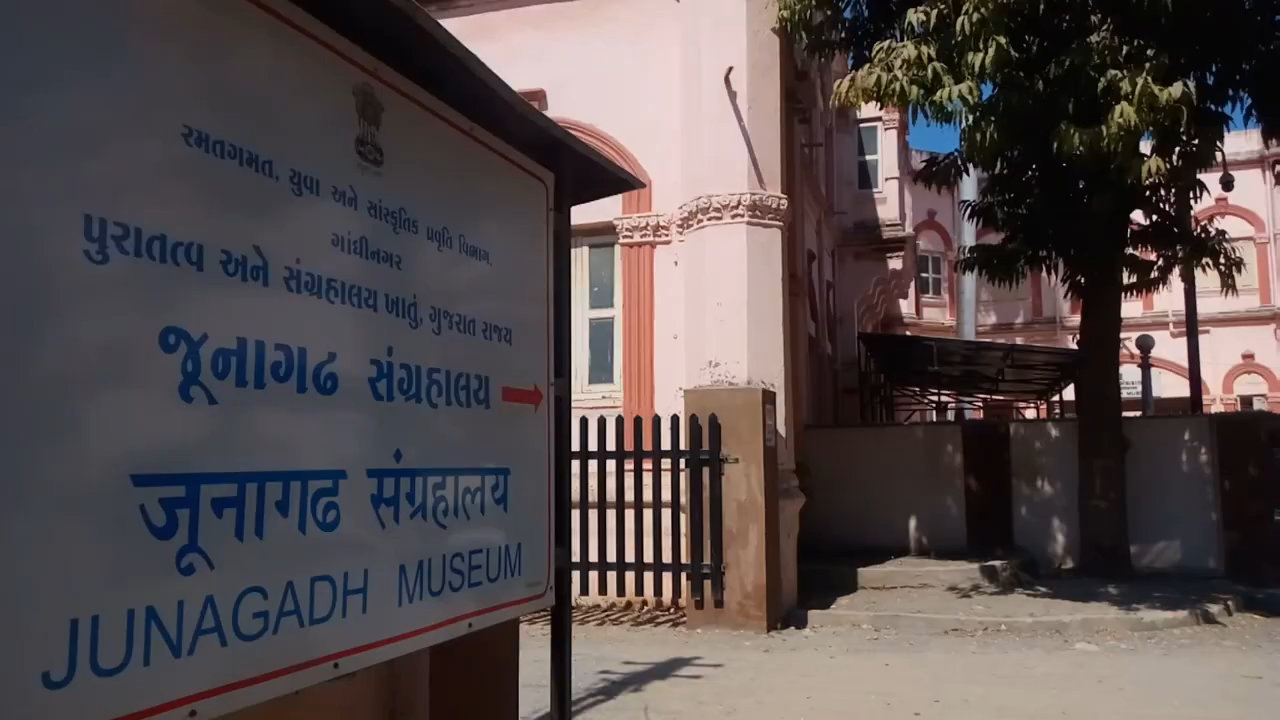 રમતગમત, યુવા અને સાંસ્કૃતિક પ્રવૃતિ વિભાગ.
ગાંધીનગર
પુરાતત્વ અને સંગ્રહાલય ખાતું, ગુજરાત રાજ્ય
જૂનાગઢ સંગ્રહાલય
जूनागढ संग्रहालय
JUNAGADH MUSEUM